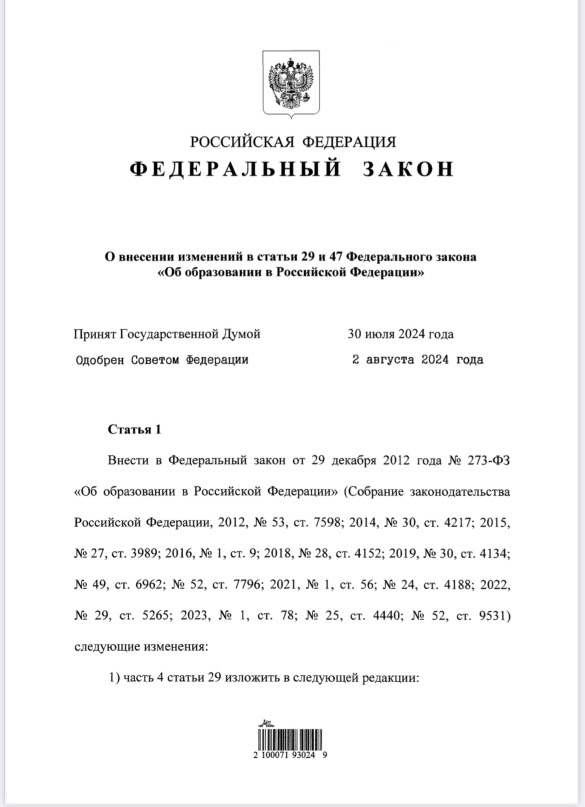 РОССИЙСКАЯ ФЕДЕРАЦИЯ
ФЕДЕРАЛЬНЫЙ ЗАКОН
О внесении изменений в статьи 29 и 47 Федерального закона
«Об образовании в Российской Федерации»
Принят Государственной Думой 30 июля 2024 года
Одобрен Советом Федерации 2 августа 2024 года
Статья 1
Внести в Федеральный закон от 29 декабря 2012 года № 273-ФЗ
«Об образовании в Российской Федерации» (Собрание законодательства
Российской Федерации, 2012, № 53, ст. 7598; 2014, № 30, ст. 4217; 2015,
№ 27, ст. 3989; 2016, № 1, ст. 9; 2018, № 28, ст. 4152; 2019, № 30, ст. 4134;
№ 49, ст. 6962; № 52, ст. 7796; 2021, № 1, ст. 56; № 24, ст. 4188; 2022,
№ 29, ст. 5265; 2023, № 1, ст. 78; № 25, ст. 4440; № 52, ст. 9531)
следующие изменения:
1) часть 4 статьи 29 изложить в следующей редакции:
2 100071 93024 9